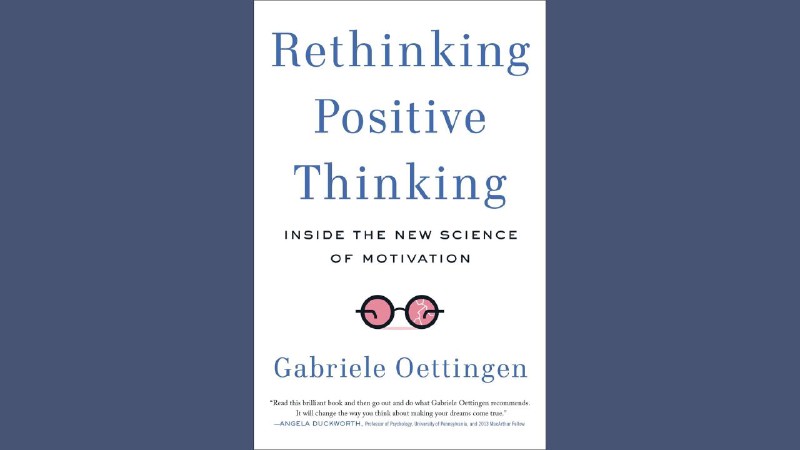 Rethinking
Positive
Thinking
INSIDE THE NEW SCIENCE
OF MOTIVATION
Gabriele Oettingen
“Read this brilliant book and then go out and do what Gabriele Oettingen recommends.
It will change the way you think about making your dreams come true.”
—ANGELA DUCKWORTH, Professor of Psychology, University of Pennsylvania, and 2013 MacArthur Fellow